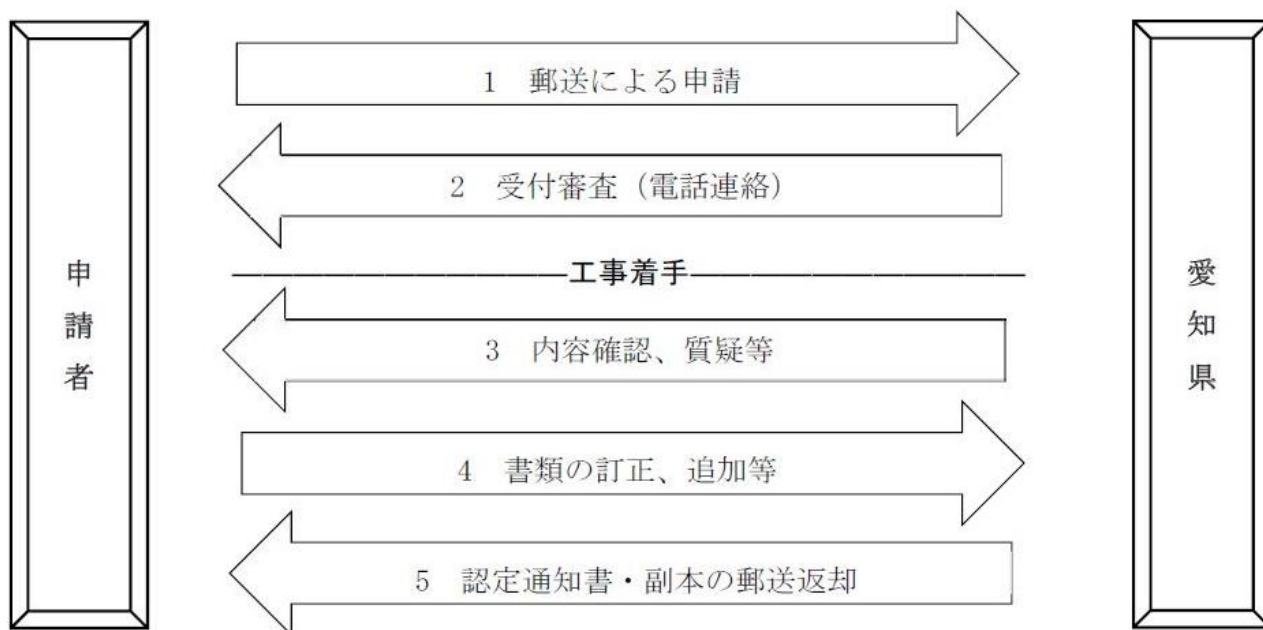 申請者
1 郵送による申請
2 受付審査（電話連絡）
工事着手
3 内容確認、質疑等
4 書類の訂正、追加等
5 認定通知書・副本の郵送返却
愛知県